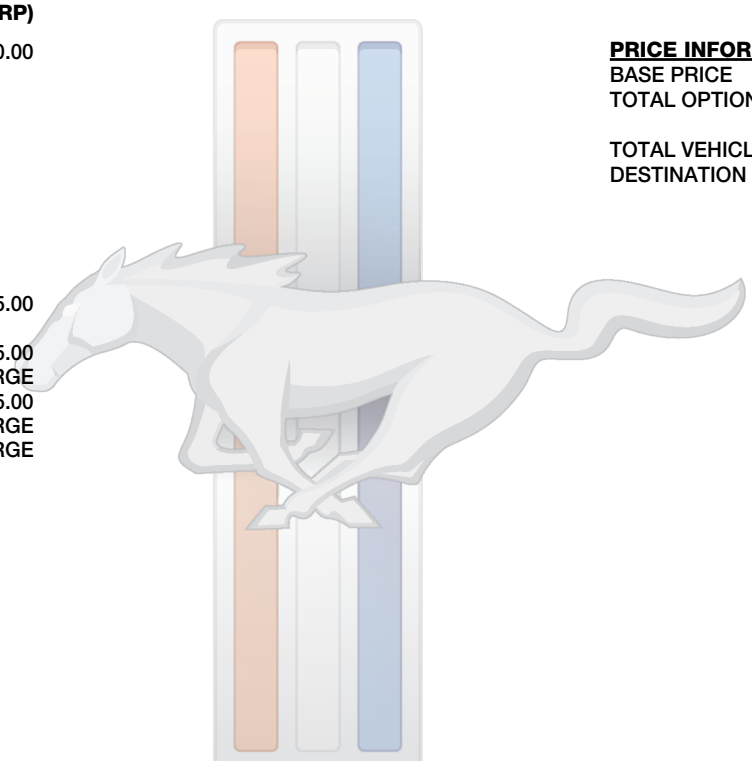 RP)
0.00
5.00
5.00
RGE
5.00
RGE
RGE
PRICE INFOR
BASE PRICE
TOTAL OPTION
TOTAL VEHICL
DESTINATION